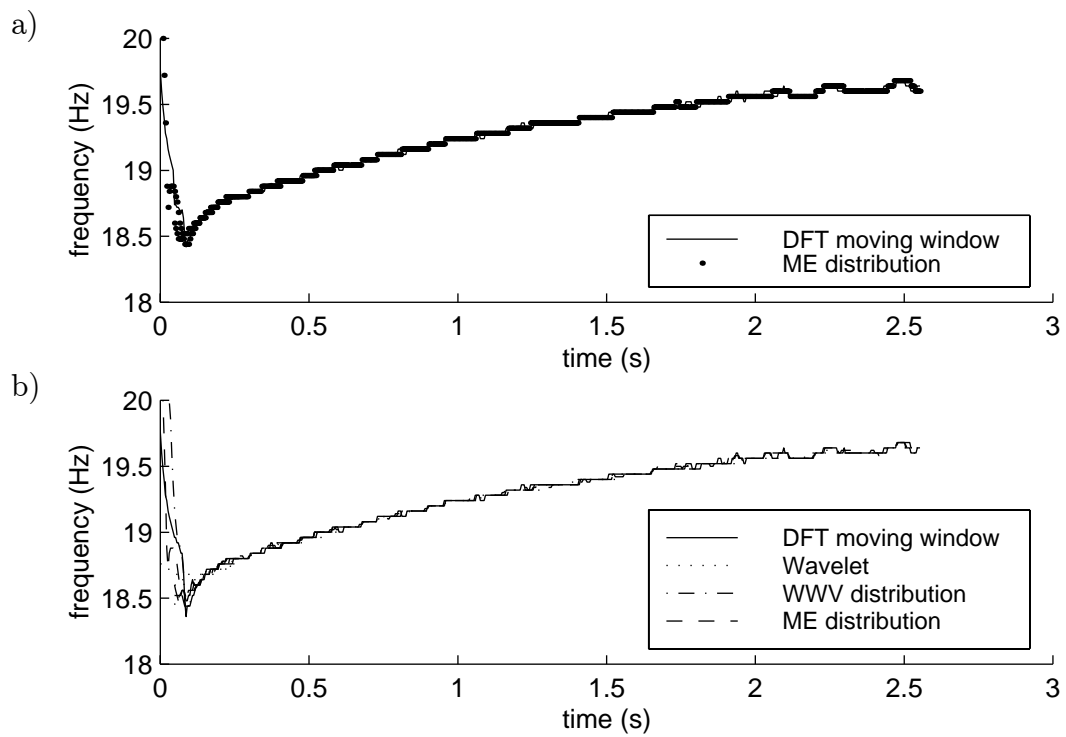 a)
20
19.5
19
18.5
18
frequency (Hz)
DFT moving window
ME distribution
0 0.5 1 1.5 2 2.5 3
time (s)
b)
20
19.5
19
18.5
18
frequency (Hz)
DFT moving window
Wavelet
WWV distribution
ME distribution
0 0.5 1 1.5 2 2.5 3
time (s)